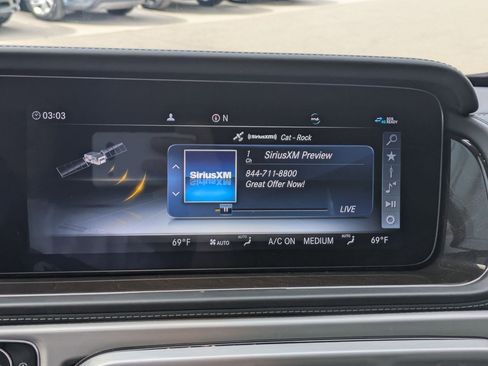 03:03 N
((SiriusXM)) Cat - Rock
1 SiriusXM Preview
Ch
SiriusXM
844-711-8800
Great Offer Now!
LIVE
69°F AUTO AUTO A/C ON MEDIUM AUTO 69°F